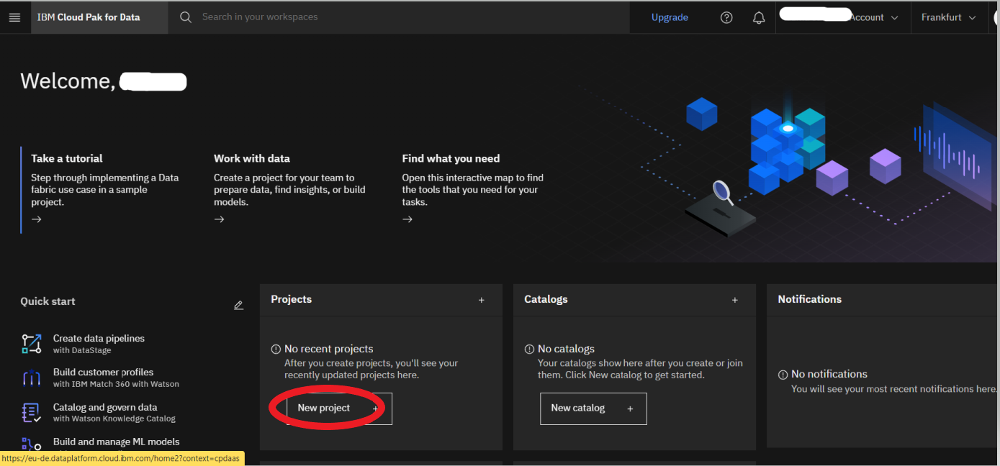 IBM Cloud Pak for Data
Search in your workspaces
Upgrade
Account
Frankfurt
Welcome,
Take a tutorial
Step through implementing a Data
fabric use case in a sample
project.
Work with data
Create a project for your team to
prepare data, find insights, or build
models.
Find what you need
Open this interactive map to find
the tools that you need for your
tasks.
Quick start
Create data pipelines
with DataStage
Build customer profiles
with IBM Match 360 with Watson
Catalog and govern data
with Watson Knowledge Catalog
Build and manage ML models
https://eu-de.dataplatform.cloud.ibm.com/home2?context=cpdaas
Projects
No recent projects
After you create projects, you'll see your
recently updated projects here.
New project +
Catalogs
No catalogs
Your catalogs show here after you create or join
them. Click New catalog to get started.
New catalog +
Notifications
No notifications
You will see your most recent notifications here.